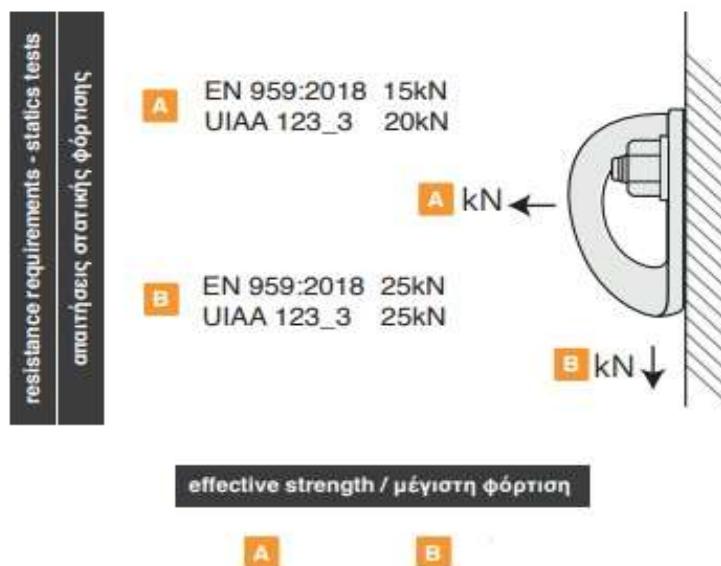 resistance requirements - statics tests
απαιτήσεις στατικής φόρτισης
A EN 959:2018 15kN
UIAA 123_3 20kN
A kN
B EN 959:2018 25kN
UIAA 123_3 25kN
B kN
effective strength / μέγιστη φόρτιση
A B